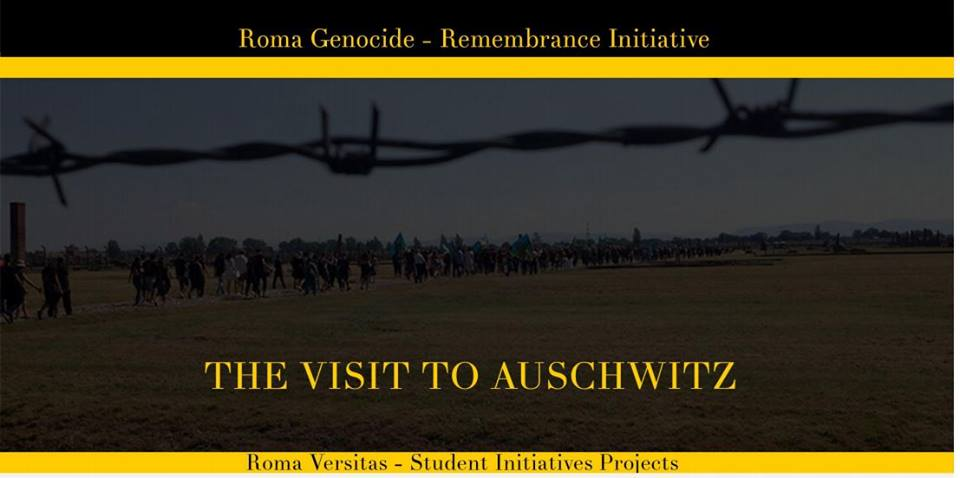 Roma Genocide - Remembrance Initiative
THE VISIT TO AUSCHWITZ
Roma Versitas - Student Initiatives Projects